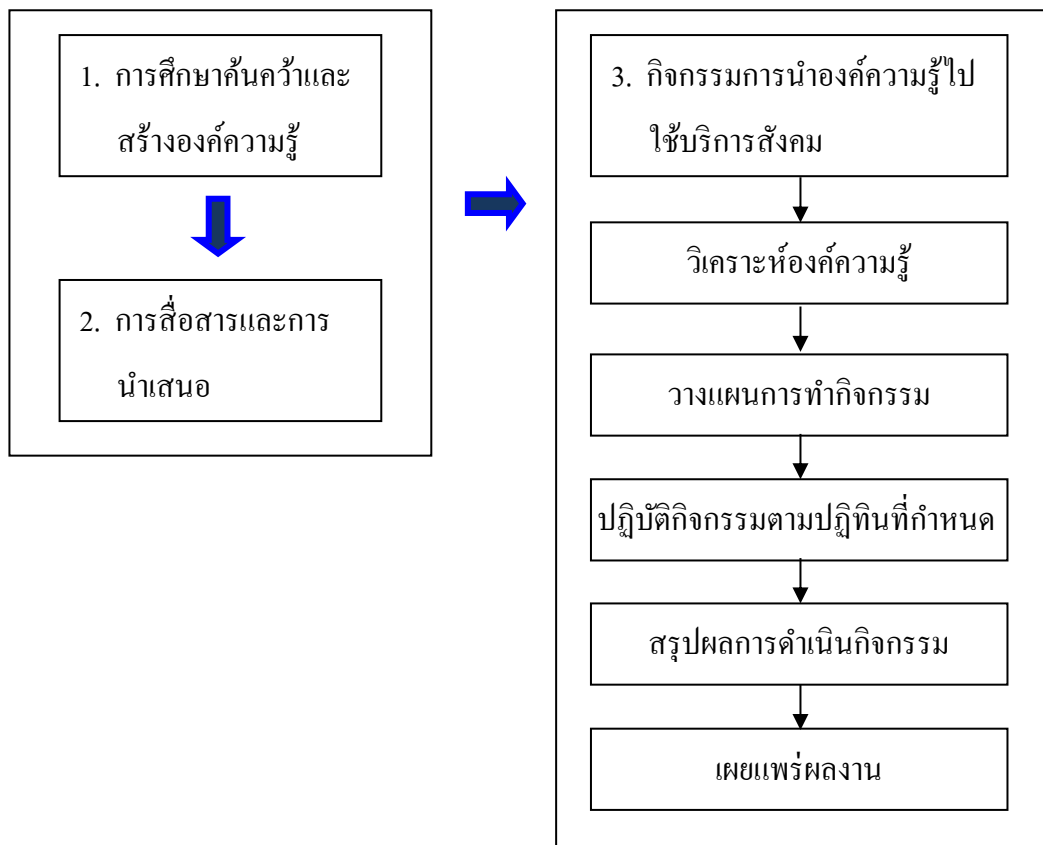 1. การศึกษาค้นคว้าและ
สร้างองค์ความรู้
2. การสื่อสารและการ
นำเสนอ
3. กิจกรรมการนำองค์ความรู้ไป
ใช้บริการสังคม
วิเคราะห์องค์ความรู้
วางแผนการทำกิจกรรม
ปฏิบัติกิจกรรมตามปฏิทินที่กำหนด
สรุปผลการดำเนินกิจกรรม
เผยแพร่ผลงาน